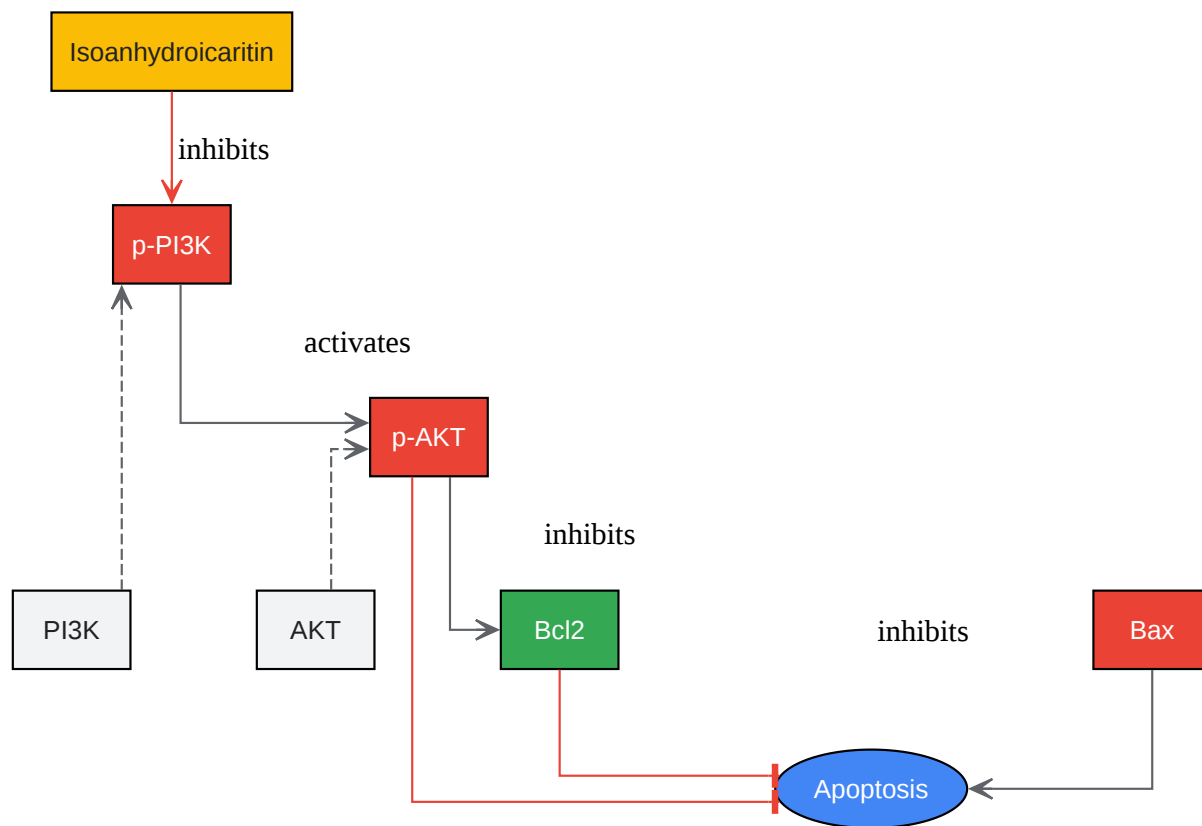 Isoanhydroicaritin
inhibits
p-PI3K
activates
p-AKT
inhibits
PI3K
AKT
Bcl2
inhibits
Bax
Apoptosis